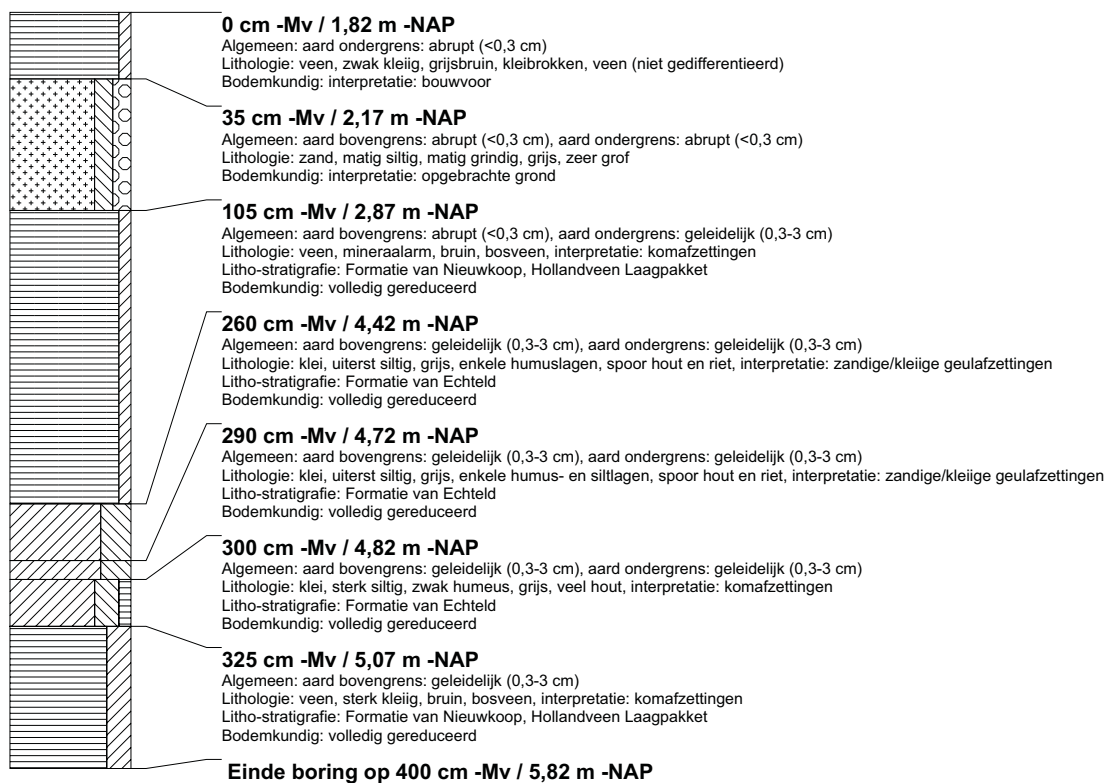 0 cm -Mv / 1,82 m -NAP
Algemeen: aard ondergrens: abrupt (<0,3 cm)
Lithologie: veen, zwak kleiig, grijsbruin, kleibrokken, veen (niet gedifferentieerd)
Bodemkundig: interpretatie: bouwvoor
35 cm -Mv / 2,17 m -NAP
Algemeen: aard bovengrens: abrupt (<0,3 cm), aard ondergrens: abrupt (<0,3 cm)
Lithologie: zand, matig siltig, matig grindig, grijs, zeer grof
Bodemkundig: interpretatie: opgebrachte grond
105 cm -Mv / 2,87 m -NAP
Algemeen: aard bovengrens: abrupt (<0,3 cm), aard ondergrens: geleidelijk (0,3-3 cm)
Lithologie: veen, mineraalarm, bruin, bosveen, interpretatie: komafzettingen
Litho-stratigrafie: Formatie van Nieuwkoop, Hollandveen Laagpakket
Bodemkundig: volledig gereduceerd
260 cm -Mv / 4,42 m -NAP
Algemeen: aard bovengrens: geleidelijk (0,3-3 cm), aard ondergrens: geleidelijk (0,3-3 cm)
Lithologie: klei, uiterst siltig, grijs, enkele humuslagen, spoor hout en riet, interpretatie: zandige/kleiige geulafzettingen
Litho-stratigrafie: Formatie van Echteld
Bodemkundig: volledig gereduceerd
290 cm -Mv / 4,72 m -NAP
Algemeen: aard bovengrens: geleidelijk (0,3-3 cm), aard ondergrens: geleidelijk (0,3-3 cm)
Lithologie: klei, uiterst siltig, grijs, enkele humus- en siltlagen, spoor hout en riet, interpretatie: zandige/kleiige geulafzettingen
Litho-stratigrafie: Formatie van Echteld
Bodemkundig: volledig gereduceerd
300 cm -Mv / 4,82 m -NAP
Algemeen: aard bovengrens: geleidelijk (0,3-3 cm), aard ondergrens: geleidelijk (0,3-3 cm)
Lithologie: klei, sterk siltig, zwak humeus, grijs, veel hout, interpretatie: komafzettingen
Litho-stratigrafie: Formatie van Echteld
Bodemkundig: volledig gereduceerd
325 cm -Mv / 5,07 m -NAP
Algemeen: aard bovengrens: geleidelijk (0,3-3 cm)
Lithologie: veen, sterk kleiig, bruin, bosveen, interpretatie: komafzettingen
Litho-stratigrafie: Formatie van Nieuwkoop, Hollandveen Laagpakket
Bodemkundig: volledig gereduceerd
Einde boring op 400 cm -Mv / 5,82 m -NAP